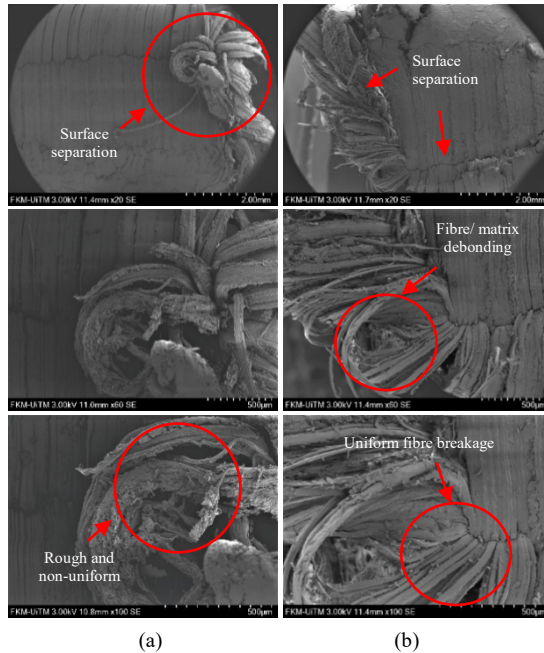 Surface
separation
FKM-UiTM 3.00kV 11.4mm x20 SE 2.00mm
Surface
separation
FKM-UiTM 3.00kV 11.7mm x20 SE 2.00mm
FKM-UiTM 3.00kV 11.0mm x60 SE 500µm
Fibre/ matrix
debonding
FKM-UiTM 3.00kV 11.4mm x60 SE 500µm
Rough and
non-uniform
FKM-UiTM 3.00kV 10.8mm x100 SE 500µm
Uniform fibre breakage
FKM-UiTM 3.00kV 11.4mm x100 SE 500µm
(a)
(b)